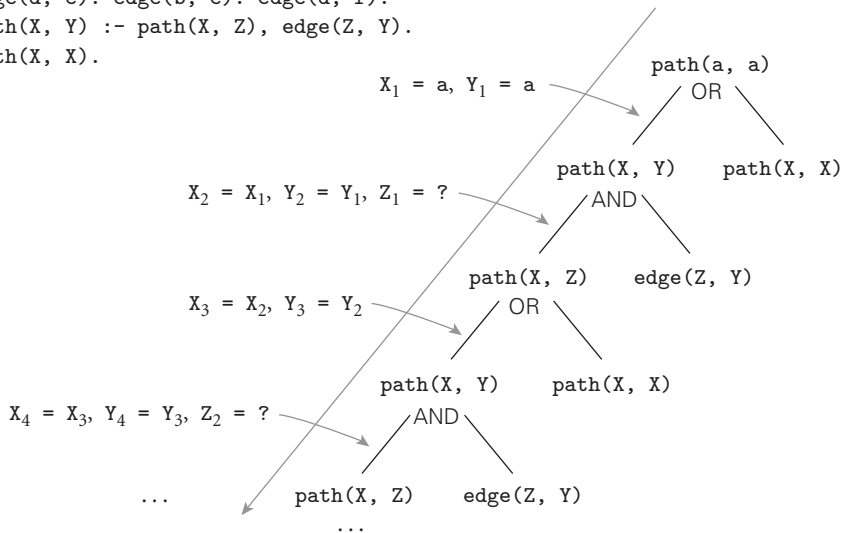 path(X, Y) :- path(X, Z), edge(Z, Y).
path(X, X).
path(a, a)
X₁ = a, Y₁ = a
OR
path(X, Y) path(X, X)
X₂ = X₁, Y₂ = Y₁, Z₁ = ?
AND
path(X, Z) edge(Z, Y)
X₃ = X₂, Y₃ = Y₂
OR
path(X, Y) path(X, X)
X₄ = X₃, Y₄ = Y₃, Z₂ = ?
AND
... path(X, Z) edge(Z, Y)
...